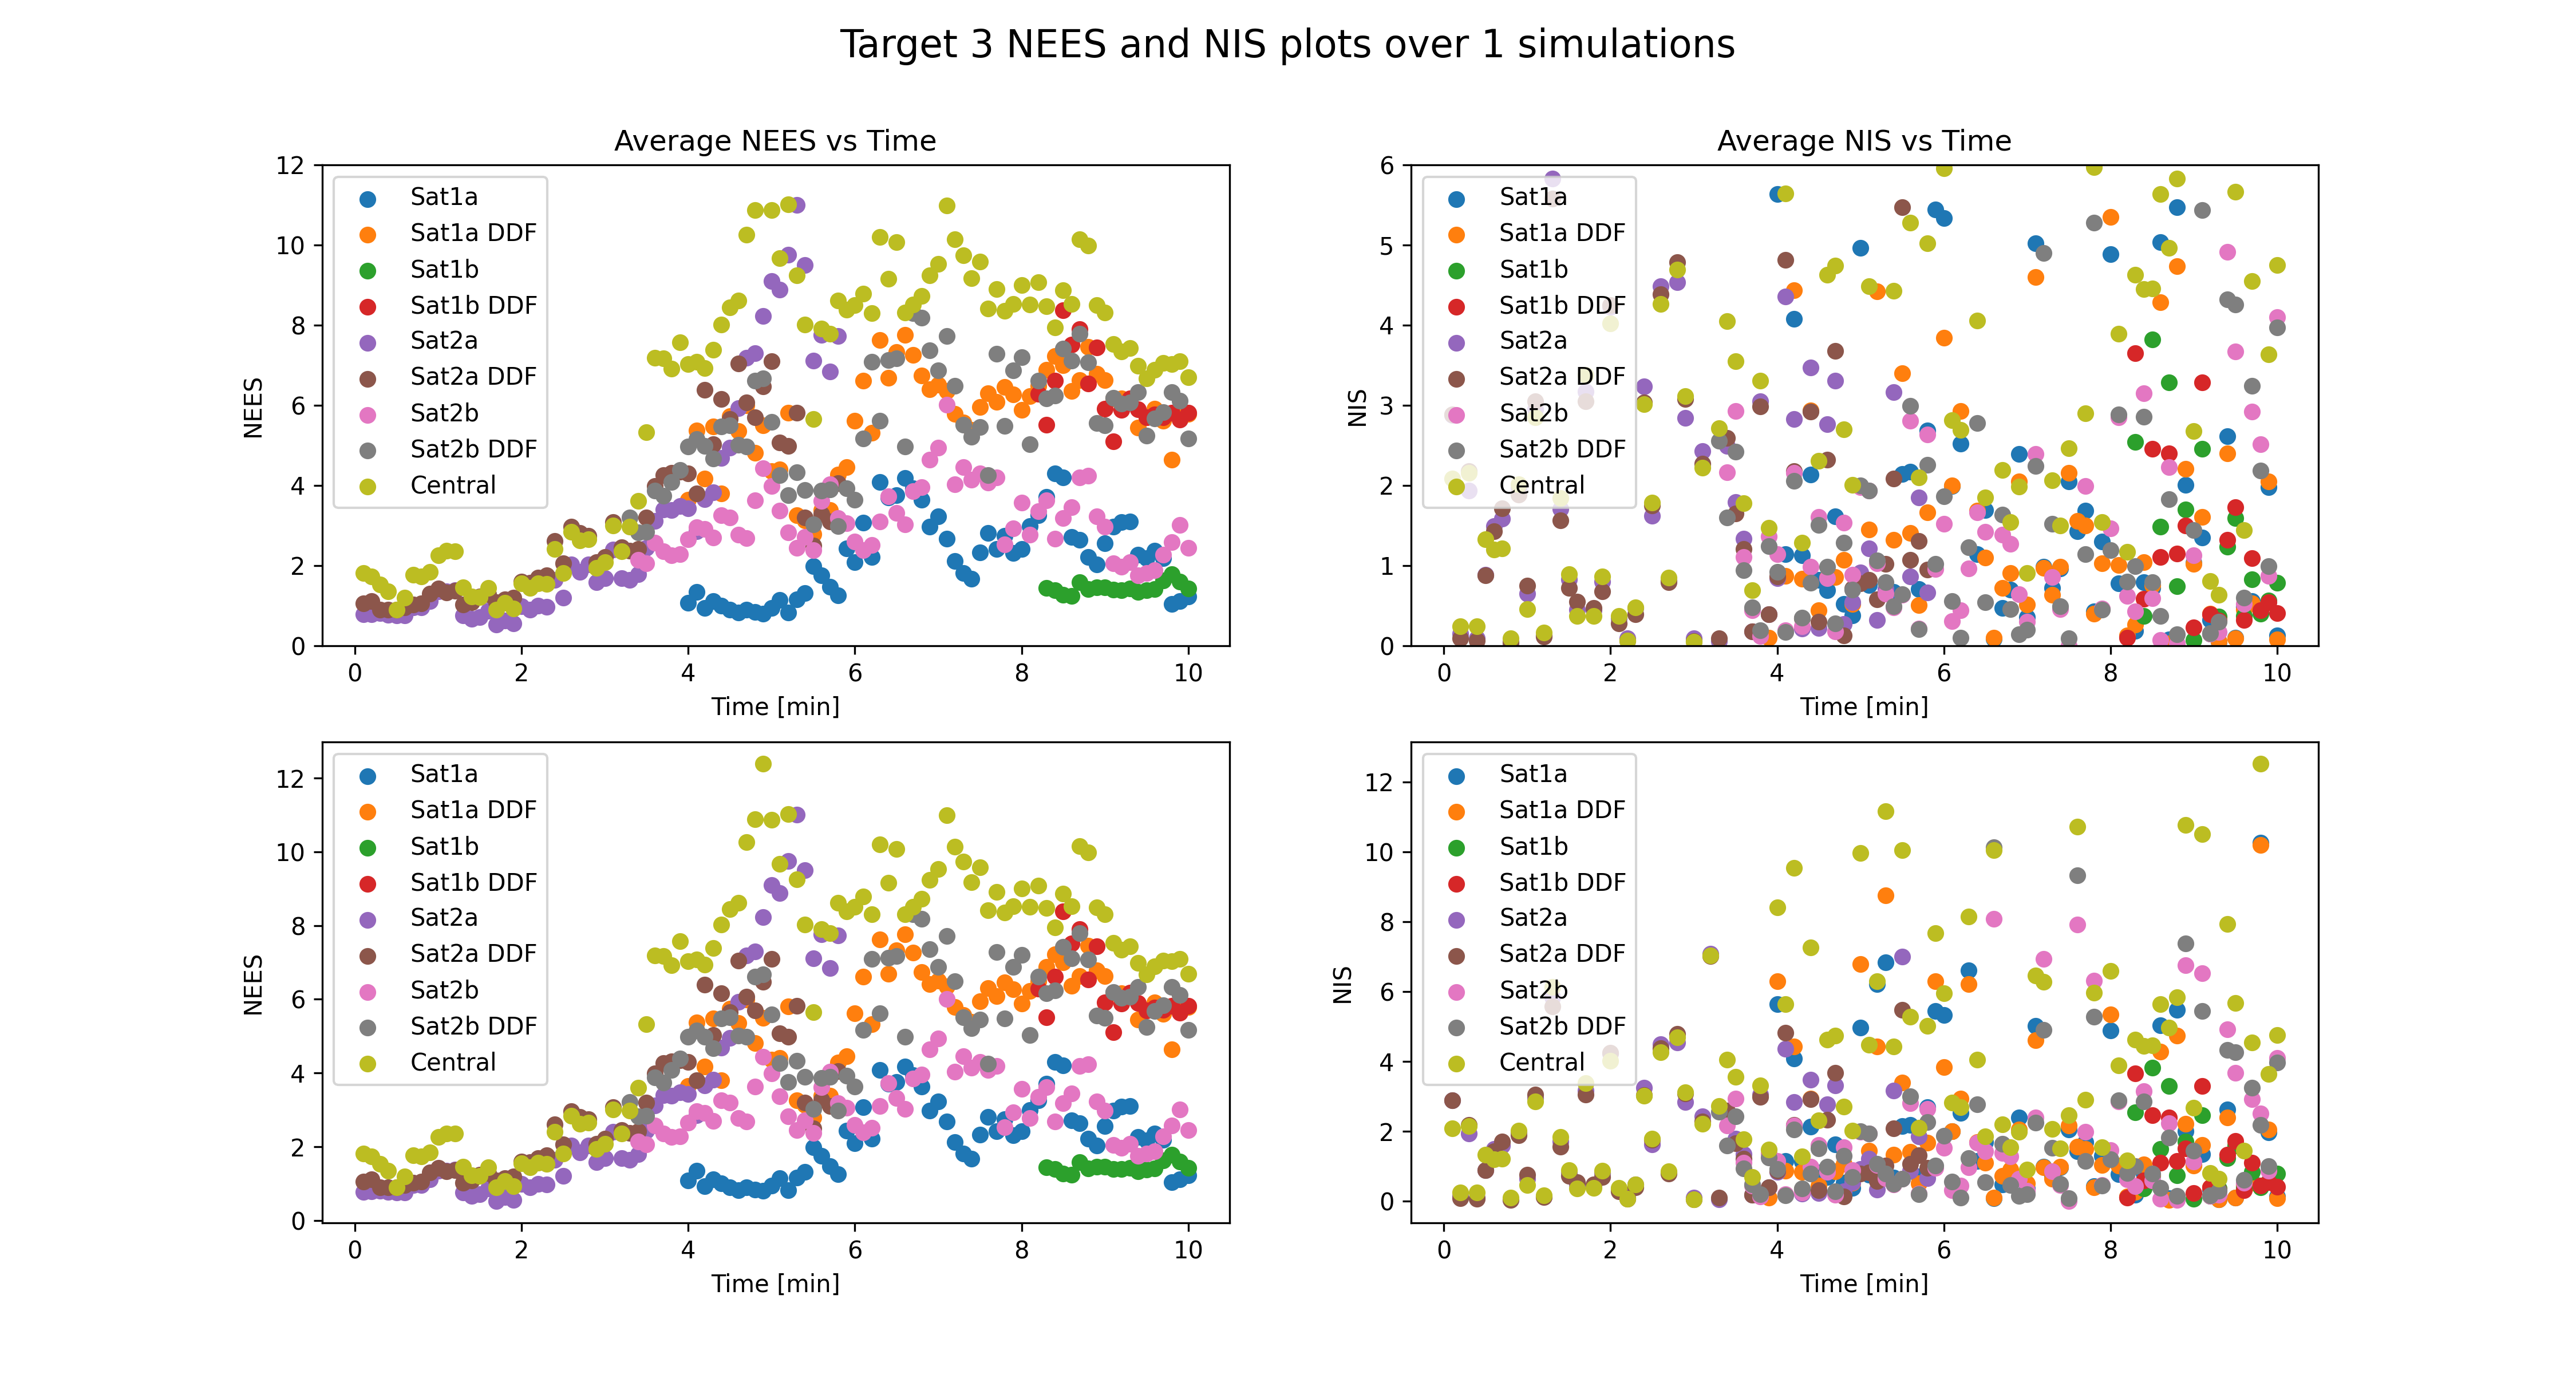 Target 3 NEES and NIS plots over 1 simulations
Average NEES vs Time
12
10
8
6
4
2
0
NEES
Sat1a
Sat1a DDF
Sat1b
Sat1b DDF
Sat2a
Sat2a DDF
Sat2b
Sat2b DDF
Central
0 2 4 6 8 10
Time [min]
Average NIS vs Time
6
5
4
3
2
1
0
NIS
Sat1a
Sat1a DDF
Sat1b
Sat1b DDF
Sat2a
Sat2a DDF
Sat2b
Sat2b DDF
Central
0 2 4 6 8 10
Time [min]
12
10
8
6
4
2
0
NEES
Sat1a
Sat1a DDF
Sat1b
Sat1b DDF
Sat2a
Sat2a DDF
Sat2b
Sat2b DDF
Central
0 2 4 6 8 10
Time [min]
12
10
8
6
4
2
0
NIS
Sat1a
Sat1a DDF
Sat1b
Sat1b DDF
Sat2a
Sat2a DDF
Sat2b
Sat2b DDF
Central
0 2 4 6 8 10
Time [min]